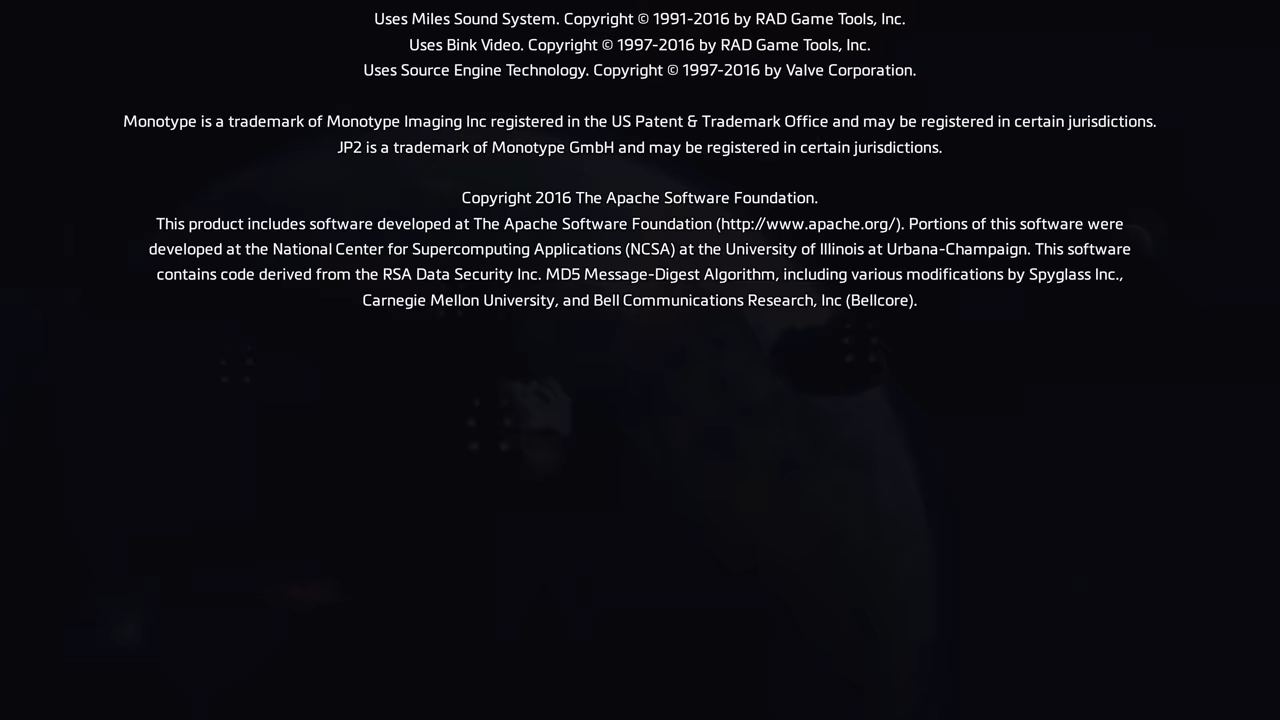 Uses Miles Sound System. Copyright © 1991-2016 by RAD Game Tools, Inc.
Uses Bink Video. Copyright © 1997-2016 by RAD Game Tools, Inc.
Uses Source Engine Technology. Copyright © 1997-2016 by Valve Corporation.
Monotype is a trademark of Monotype Imaging Inc registered in the US Patent & Trademark Office and may be registered in certain jurisdictions.
JP2 is a trademark of Monotype GmbH and may be registered in certain jurisdictions.
Copyright 2016 The Apache Software Foundation.
This product includes software developed at The Apache Software Foundation (http://www.apache.org/). Portions of this software were
developed at the National Center for Supercomputing Applications (NCSA) at the University of Illinois at Urbana-Champaign. This software
contains code derived from the RSA Data Security Inc. MD5 Message-Digest Algorithm, including various modifications by Spyglass Inc.,
Carnegie Mellon University, and Bell Communications Research, Inc (Bellcore).